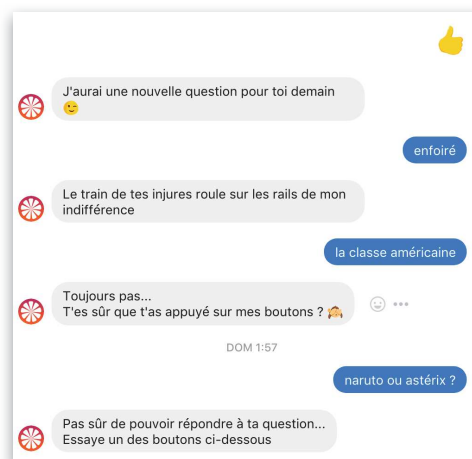 J'aurai une nouvelle question pour toi demain
😉
enfoiré
Le train de tes injures roule sur les rails de mon
indifférence
la classe américaine
Toujours pas...
T'es sûr que t'as appuyé sur mes boutons ? 🙈
DOM 1:57
naruto ou astérix ?
Pas sûr de pouvoir répondre à ta question...
Essaye un des boutons ci-dessous